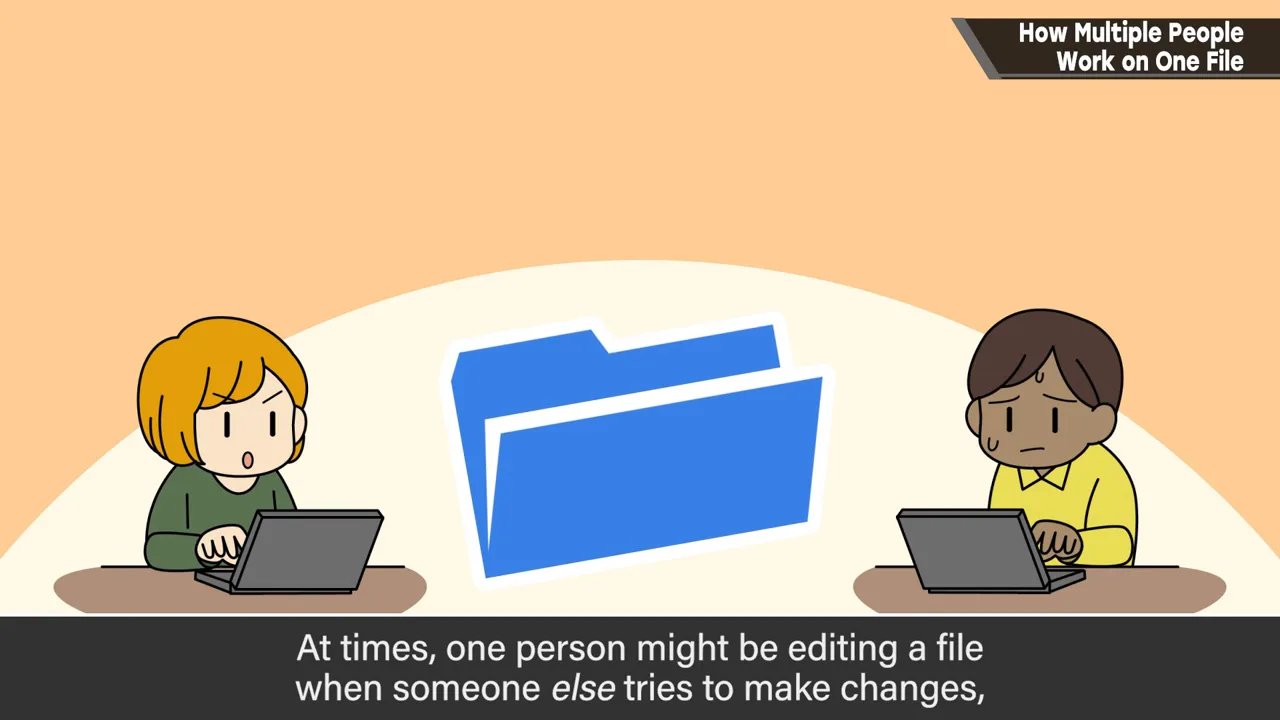 How Multiple People
Work on One File
At times, one person might be editing a file
when someone else tries to make changes,